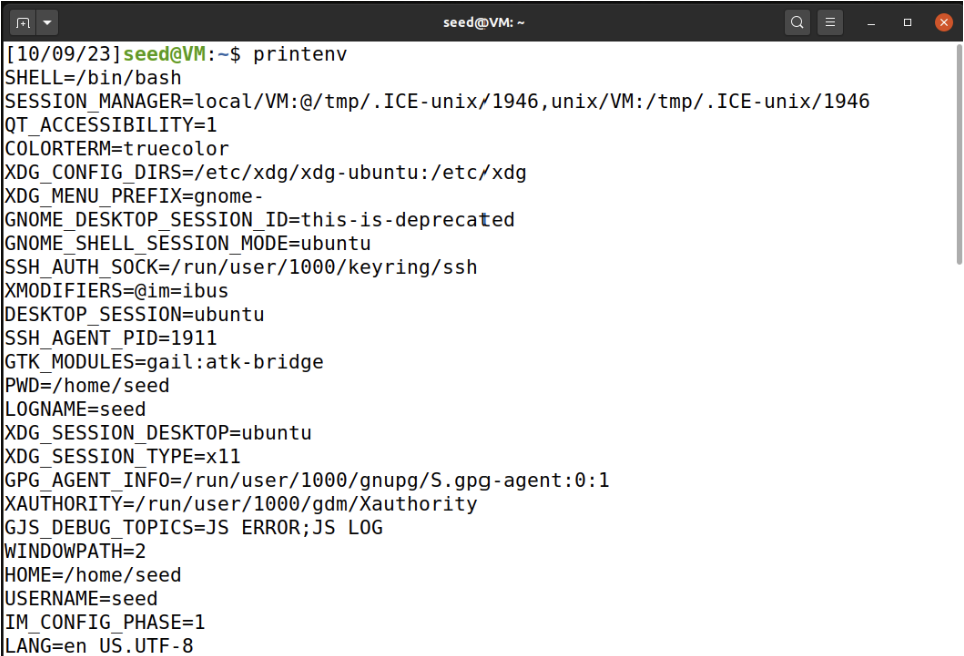 seed@VM: ~
[10/09/23]seed@VM:~$ printenv
SHELL=/bin/bash
SESSION_MANAGER=local/VM:@/tmp/.ICE-unix/1946,unix/VM:/tmp/.ICE-unix/1946
QT_ACCESSIBILITY=1
COLORTERM=truecolor
XDG_CONFIG_DIRS=/etc/xdg/xdg-ubuntu:/etc/xdg
XDG_MENU_PREFIX=gnome-
GNOME_DESKTOP_SESSION_ID=this-is-deprecated
GNOME_SHELL_SESSION_MODE=ubuntu
SSH_AUTH_SOCK=/run/user/1000/keyring/ssh
XMODIFIERS=@im=ibus
DESKTOP_SESSION=ubuntu
SSH_AGENT_PID=1911
GTK_MODULES=gail:atk-bridge
PWD=/home/seed
LOGNAME=seed
XDG_SESSION_DESKTOP=ubuntu
XDG_SESSION_TYPE=x11
GPG_AGENT_INFO=/run/user/1000/gnupg/S.gpg-agent:0:1
XAUTHORITY=/run/user/1000/gdm/Xauthority
GJS_DEBUG_TOPICS=JS ERROR;JS LOG
WINDOWPATH=2
HOME=/home/seed
USERNAME=seed
IM_CONFIG_PHASE=1
LANG=en_US.UTF-8